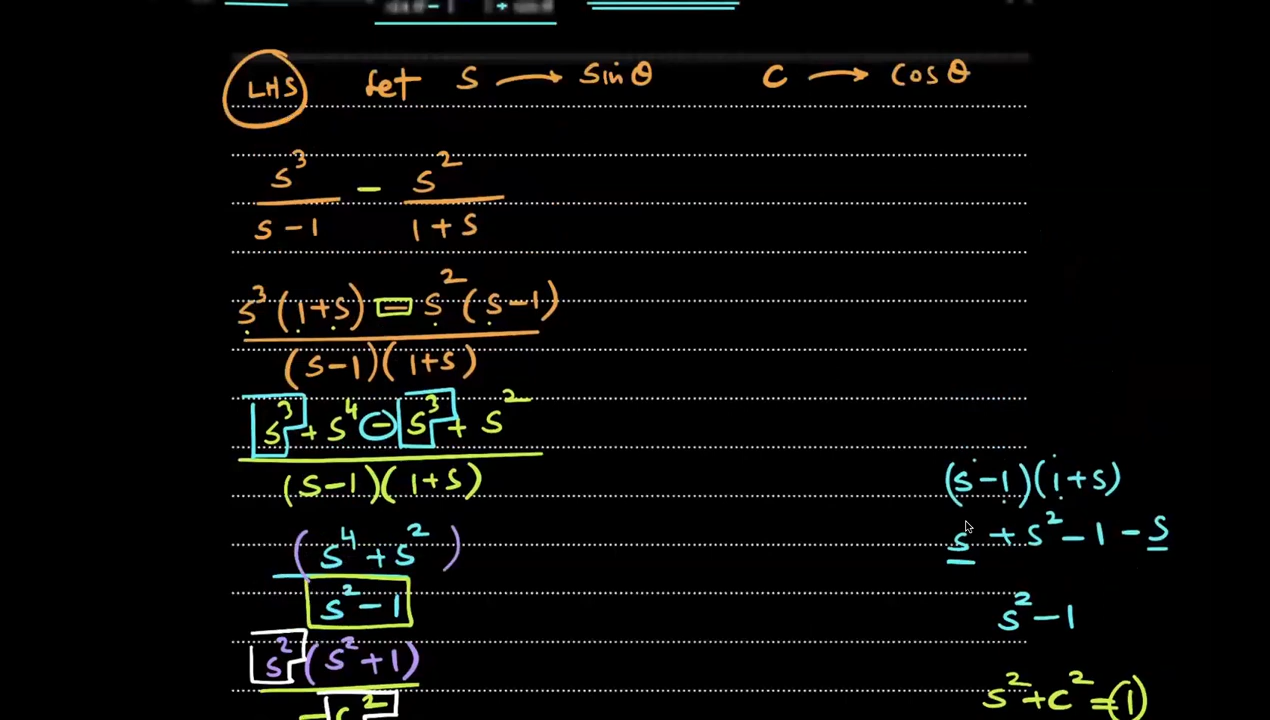 LHS Let S → Sinθ C → Cosθ
s³/(s-1) - s²/(1+s)
(s³(1+s) - s²(s-1))/((s-1)(1+s))
(s³ + s⁴ - s³ + s²)/((s-1)(1+s))
(s⁴ + s²)/(s² - 1)
s²(s² + 1)/(-c²)
(s-1)(1+s)
s + s² - 1 - s
s² - 1
s² + c² = 1